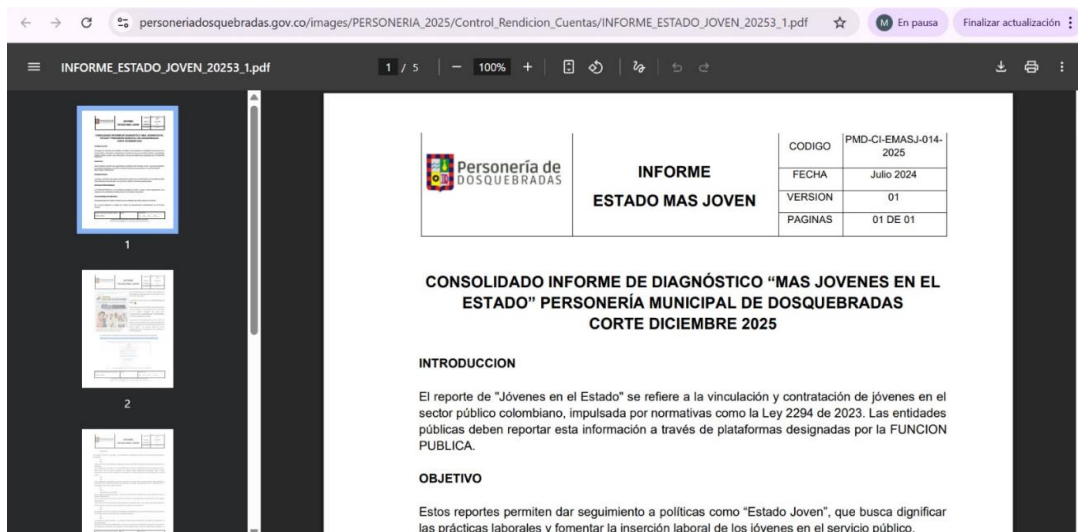 personeriadosquebradas.gov.co/images/PERSONERIA_2025/Control_Rendicion_Cuentas/INFORME_ESTADO_JOVEN_20253_1.pdf
M
En pausa
Finalizar actualización
INFORME_ESTADO_JOVEN_20253_1.pdf
1 / 5
100%
1
2
Personería de
DOSQUEBRADAS
INFORME
ESTADO MAS JOVEN
CODIGO
PMD-CI-EMASJ-014-
2025
FECHA
Julio 2024
VERSION
01
PAGINAS
01 DE 01
CONSOLIDADO INFORME DE DIAGNÓSTICO “MAS JOVENES EN EL
ESTADO” PERSONERÍA MUNICIPAL DE DOSQUEBRADAS
CORTE DICIEMBRE 2025
INTRODUCCION
El reporte de "Jóvenes en el Estado" se refiere a la vinculación y contratación de jóvenes en el
sector público colombiano, impulsada por normativas como la Ley 2294 de 2023. Las entidades
públicas deben reportar esta información a través de plataformas designadas por la FUNCION
PUBLICA.
OBJETIVO
Estos reportes permiten dar seguimiento a políticas como “Estado Joven”, que busca dignificar
las prácticas laborales y fomentar la inserción laboral de los jóvenes en el servicio público.